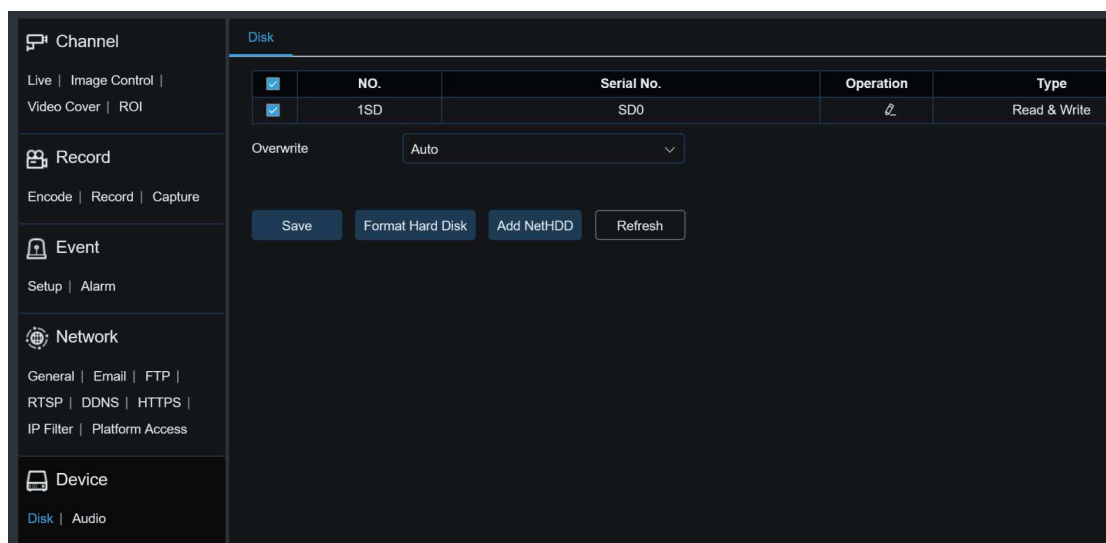 Channel
Live | Image Control |
Video Cover | ROI
Record
Encode | Record | Capture
Event
Setup | Alarm
Network
General | Email | FTP |
RTSP | DDNS | HTTPS |
IP Filter | Platform Access
Device
Disk | Audio
Disk
NO. Serial No. Operation Type
1SD SD0 Read & Write
Overwrite Auto
Save Format Hard Disk Add NetHDD Refresh